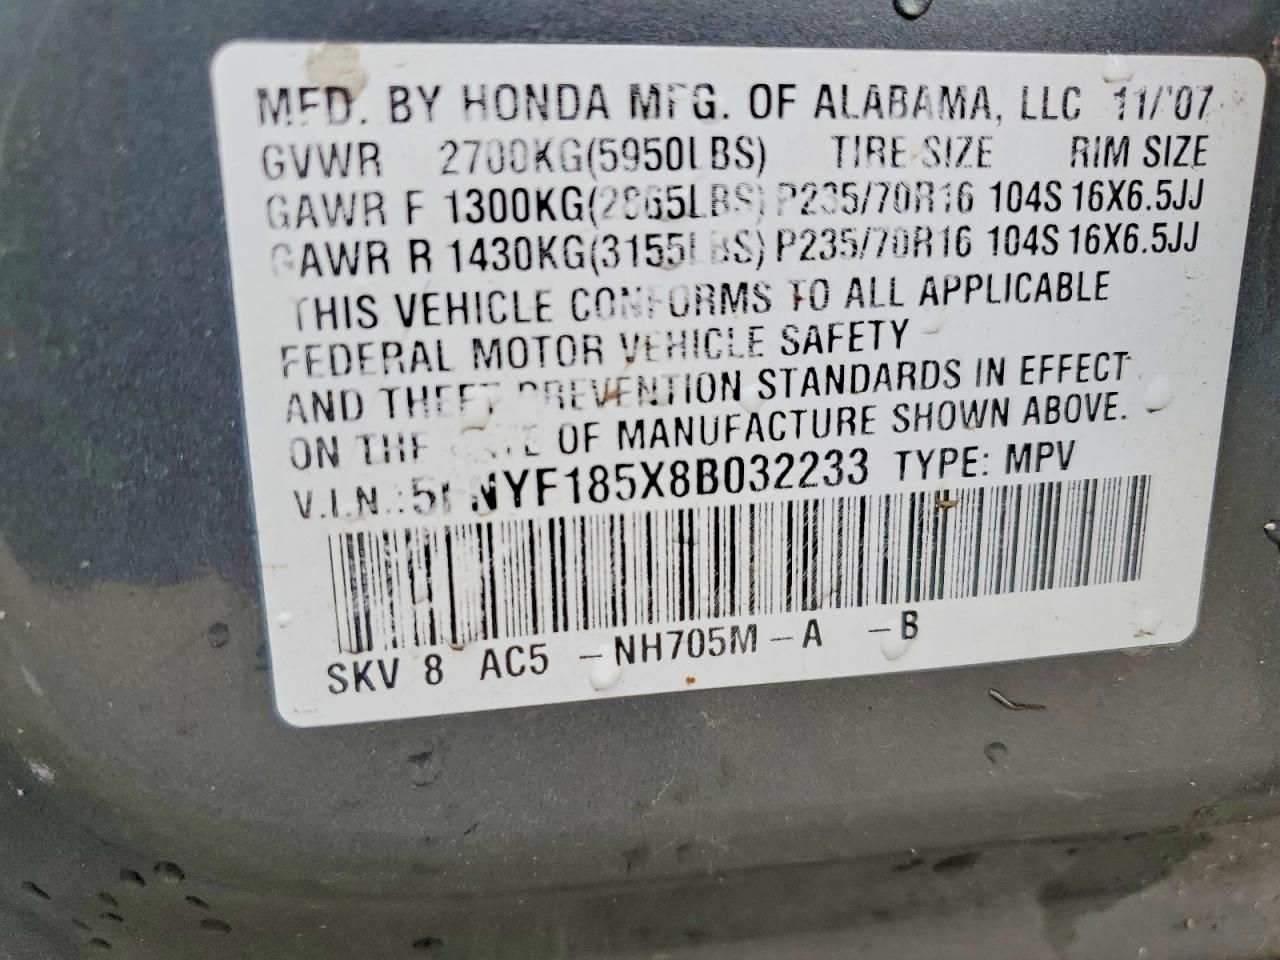 MFD. BY HONDA MFG. OF ALABAMA, LLC 11/'07
GVWR 2700KG(5950LBS) TIRE SIZE RIM SIZE
GAWR F 1300KG(2865LBS) P235/70R16 104S 16X6.5JJ
GAWR R 1430KG(3155LBS) P235/70R16 104S 16X6.5JJ
THIS VEHICLE CONFORMS TO ALL APPLICABLE
FEDERAL MOTOR VEHICLE SAFETY
AND THEFT PREVENTION STANDARDS IN EFFECT
ON THE DATE OF MANUFACTURE SHOWN ABOVE.
V.I.N.: 5FNYF185X8B032233 TYPE: MPV
SKV 8 AC5 -NH705M-A -B